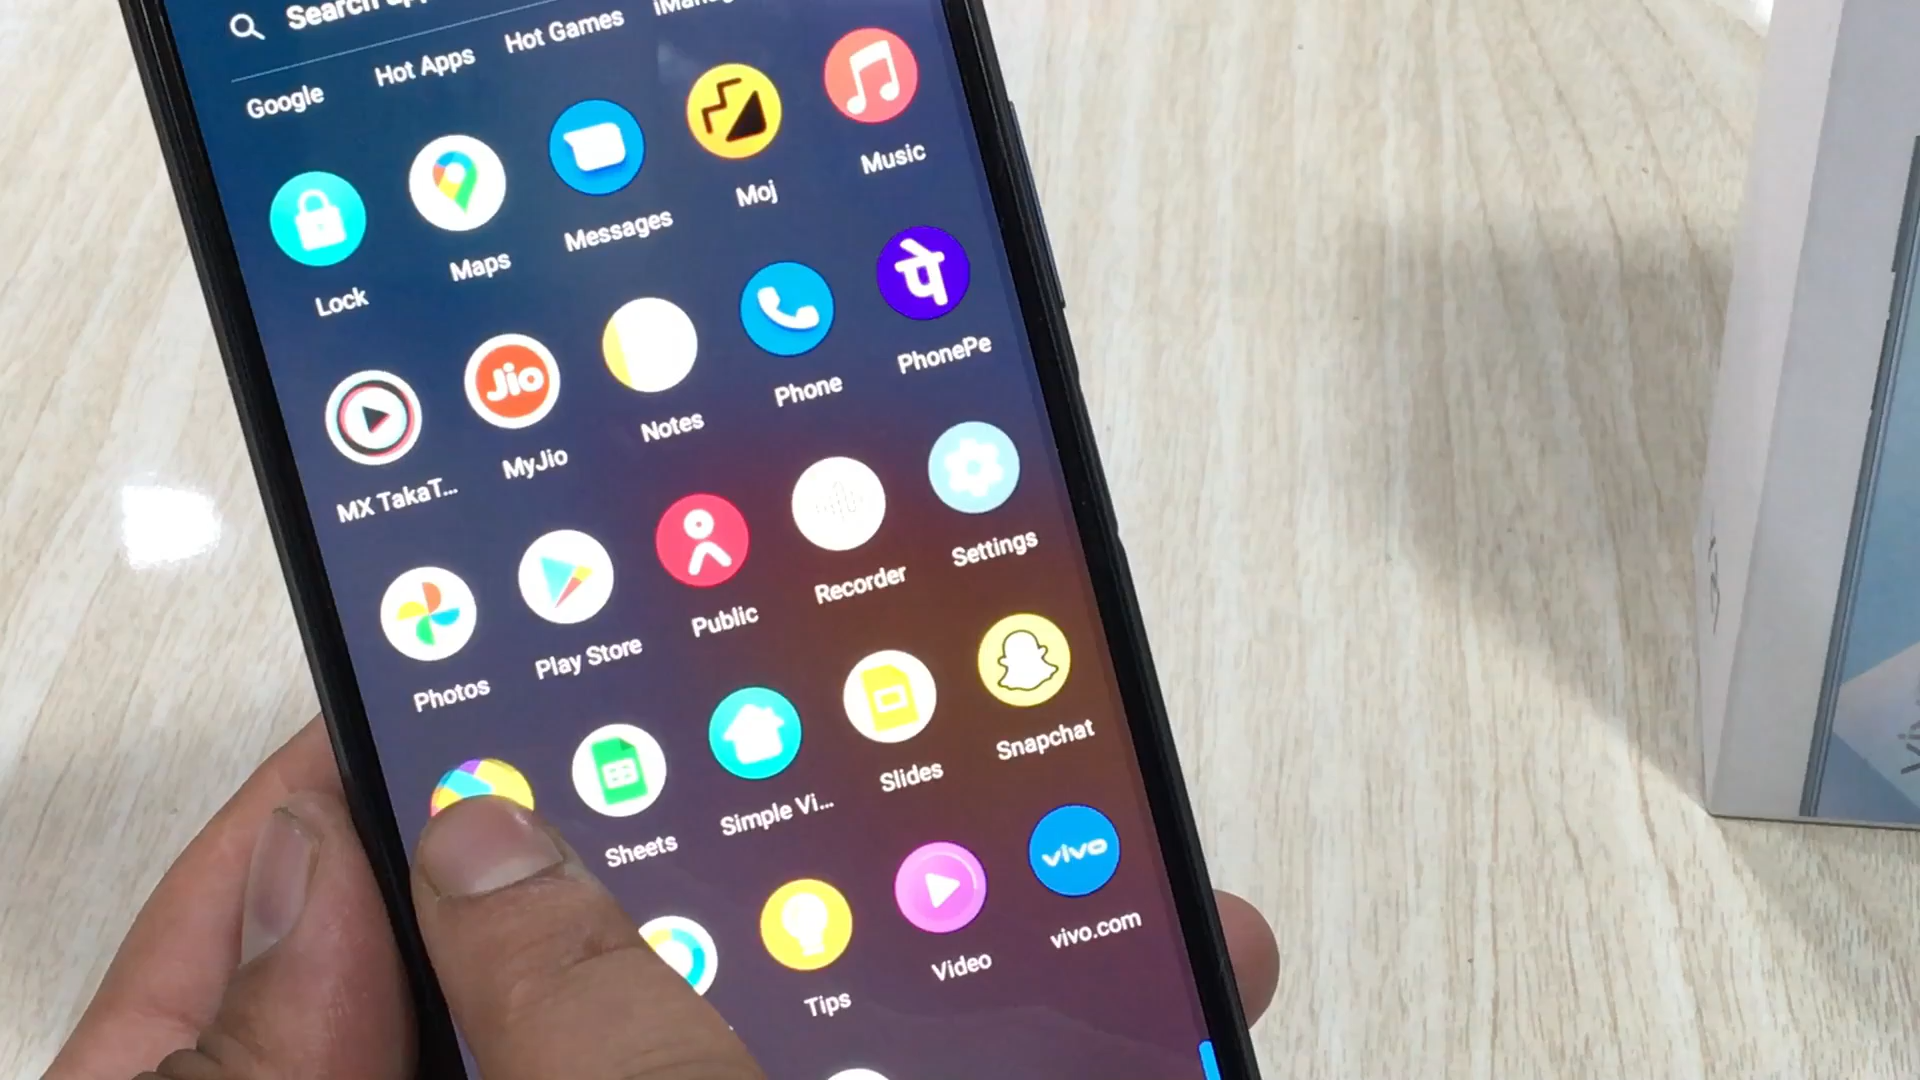 Search
Google
Hot Apps
Hot Games
Lock
Maps
Messages
Moj
Music
MX TakaT...
Jio
MyJio
Notes
Phone
पे
PhonePe
Photos
Play Store
Public
Recorder
Settings
Sheets
Simple Vi...
Slides
Snapchat
Tips
Video
vivo
vivo.com